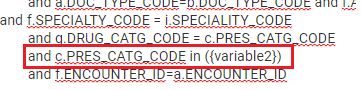 and a.DOC_TYPE_CODE=b.DOC_TYPE_CODE and f.
and f.SPECIALTY_CODE = i.SPECIALITY_CODE
and g.DRUG_CATG_CODE = c.PRES_CATG_CODE
and c.PRES_CATG_CODE in ({variable2})
and f.ENCOUNTER_ID=a.ENCOUNTER_ID